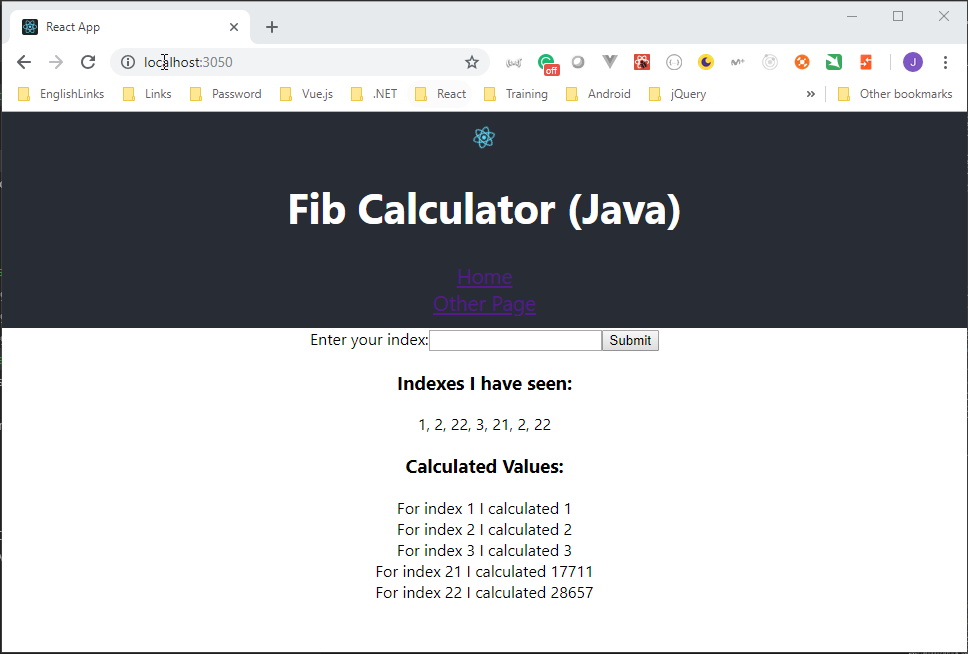 React App
localhost:3050
off
J
EnglishLinks Links Password Vue.js .NET React Training Android jQuery » Other bookmarks
Fib Calculator (Java)
Home
Other Page
Enter your index: Submit
Indexes I have seen:
1, 2, 22, 3, 21, 2, 22
Calculated Values:
For index 1 I calculated 1
For index 2 I calculated 2
For index 3 I calculated 3
For index 21 I calculated 17711
For index 22 I calculated 28657